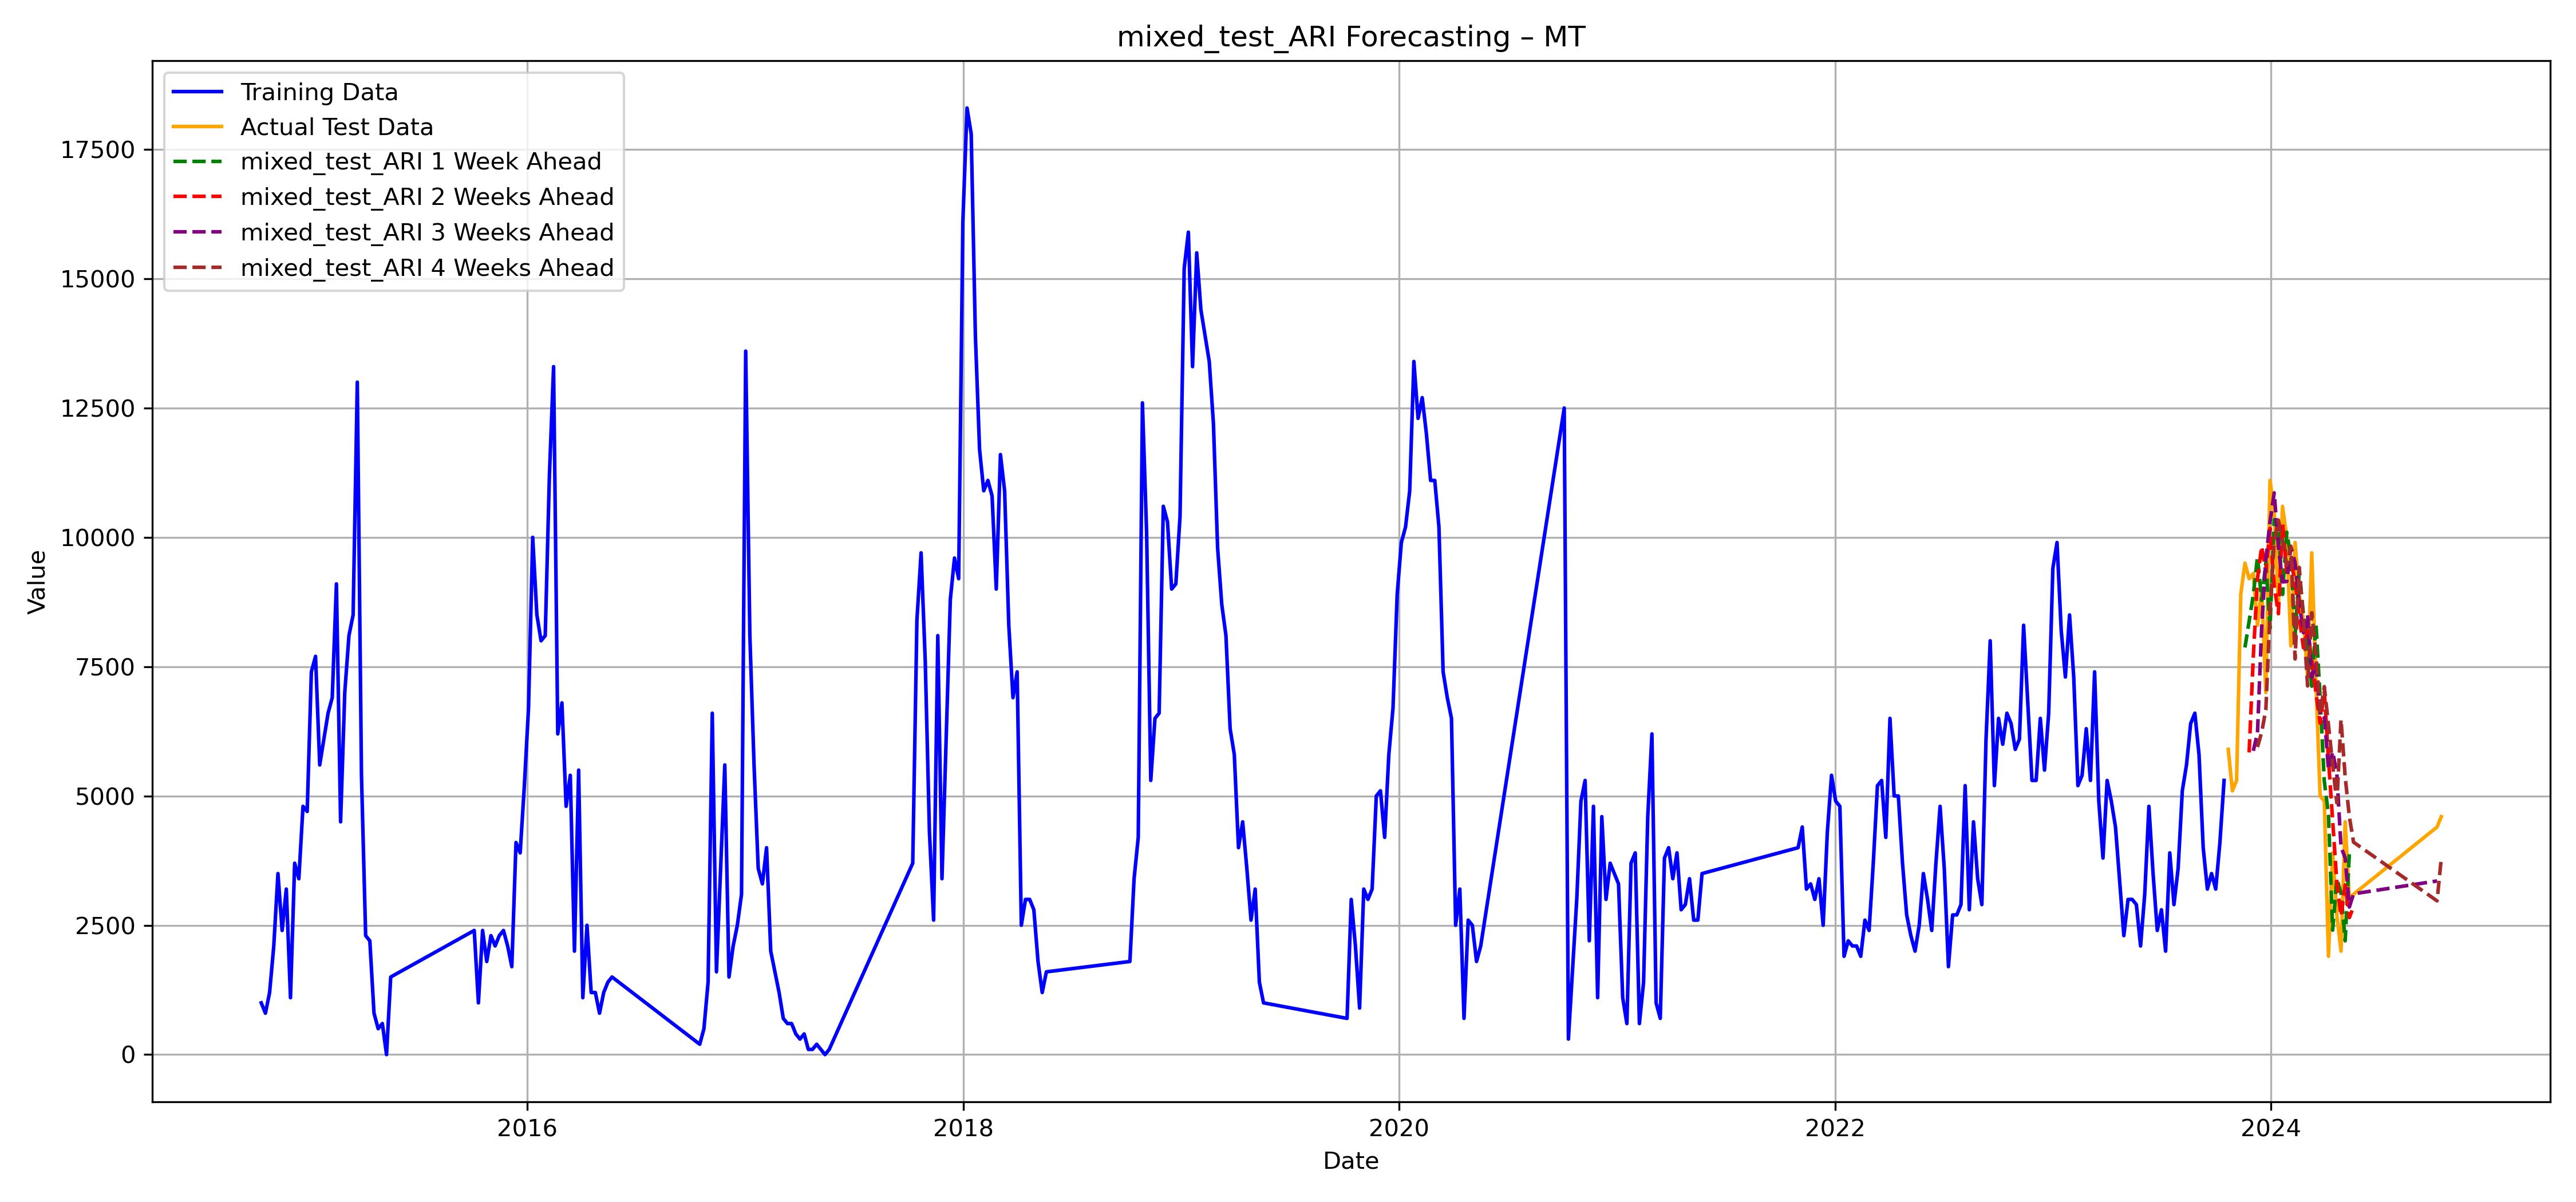 mixed_test_ARI Forecasting – MT
Training Data
Actual Test Data
mixed_test_ARI 1 Week Ahead
mixed_test_ARI 2 Weeks Ahead
mixed_test_ARI 3 Weeks Ahead
mixed_test_ARI 4 Weeks Ahead
17500
15000
12500
10000
7500
5000
2500
0
Value
2016
2018
2020
2022
2024
Date